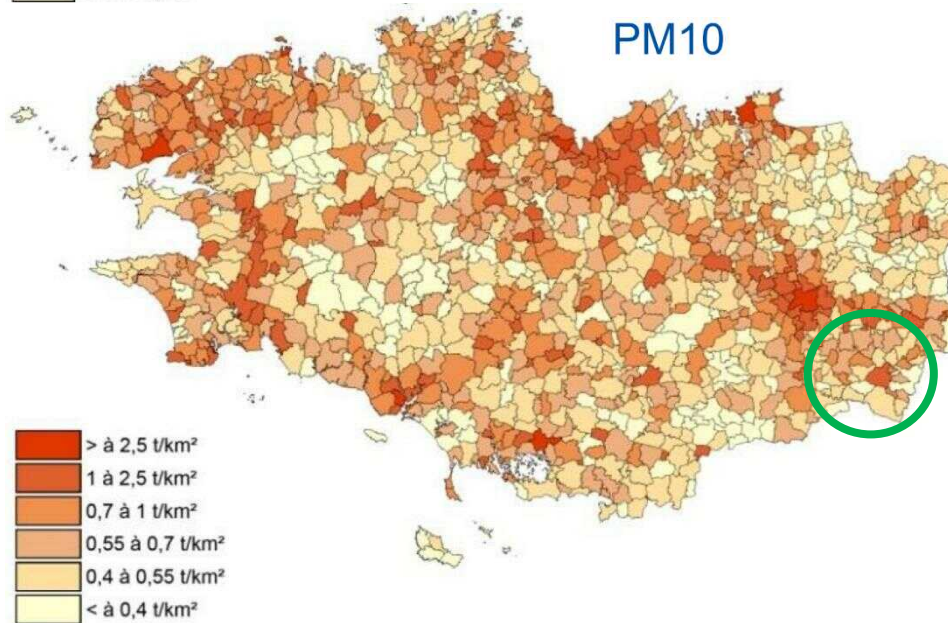 PM10
> à 2,5 t/km²
1 à 2,5 t/km²
0,7 à 1 t/km²
0,55 à 0,7 t/km²
0,4 à 0,55 t/km²
< à 0,4 t/km²